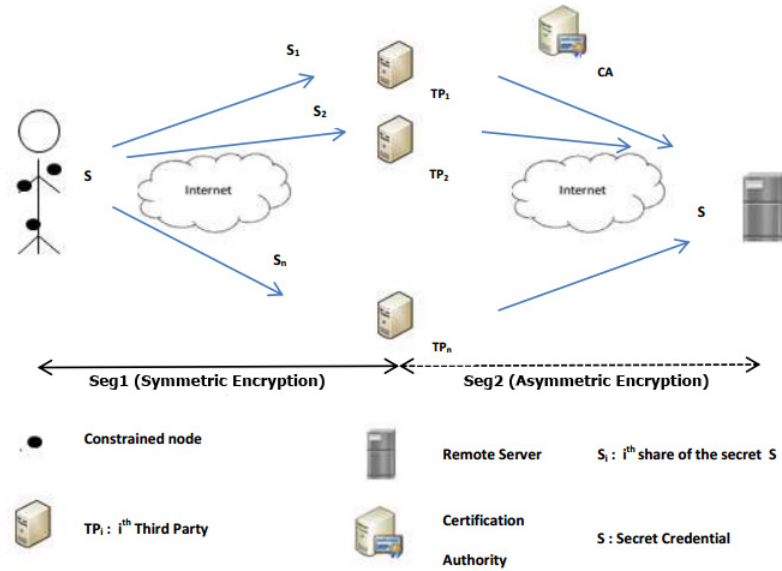 S₁
CA
TP₁
S₂
S
Internet
TP₂
Internet
S
Sₙ
TPₙ
Seg1 (Symmetric Encryption)
Seg2 (Asymmetric Encryption)
Constrained node
Remote Server
Sᵢ : iᵗʰ share of the secret S
TPᵢ : iᵗʰ Third Party
Certification
Authority
S : Secret Credential